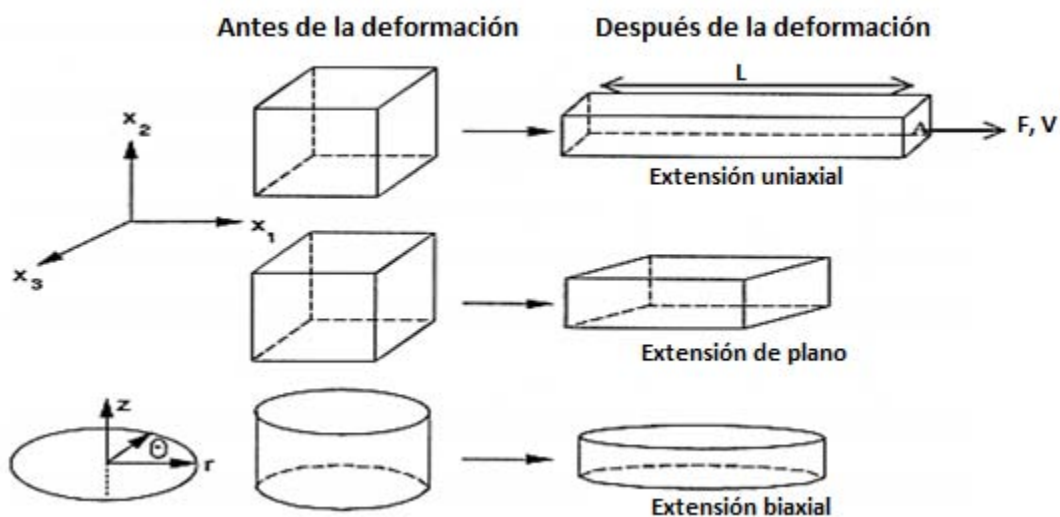 Antes de la deformación
Después de la deformación
L
x2
A
F, V
Extensión uniaxial
x1
x3
Extensión de plano
z
Θ
r
Extensión biaxial